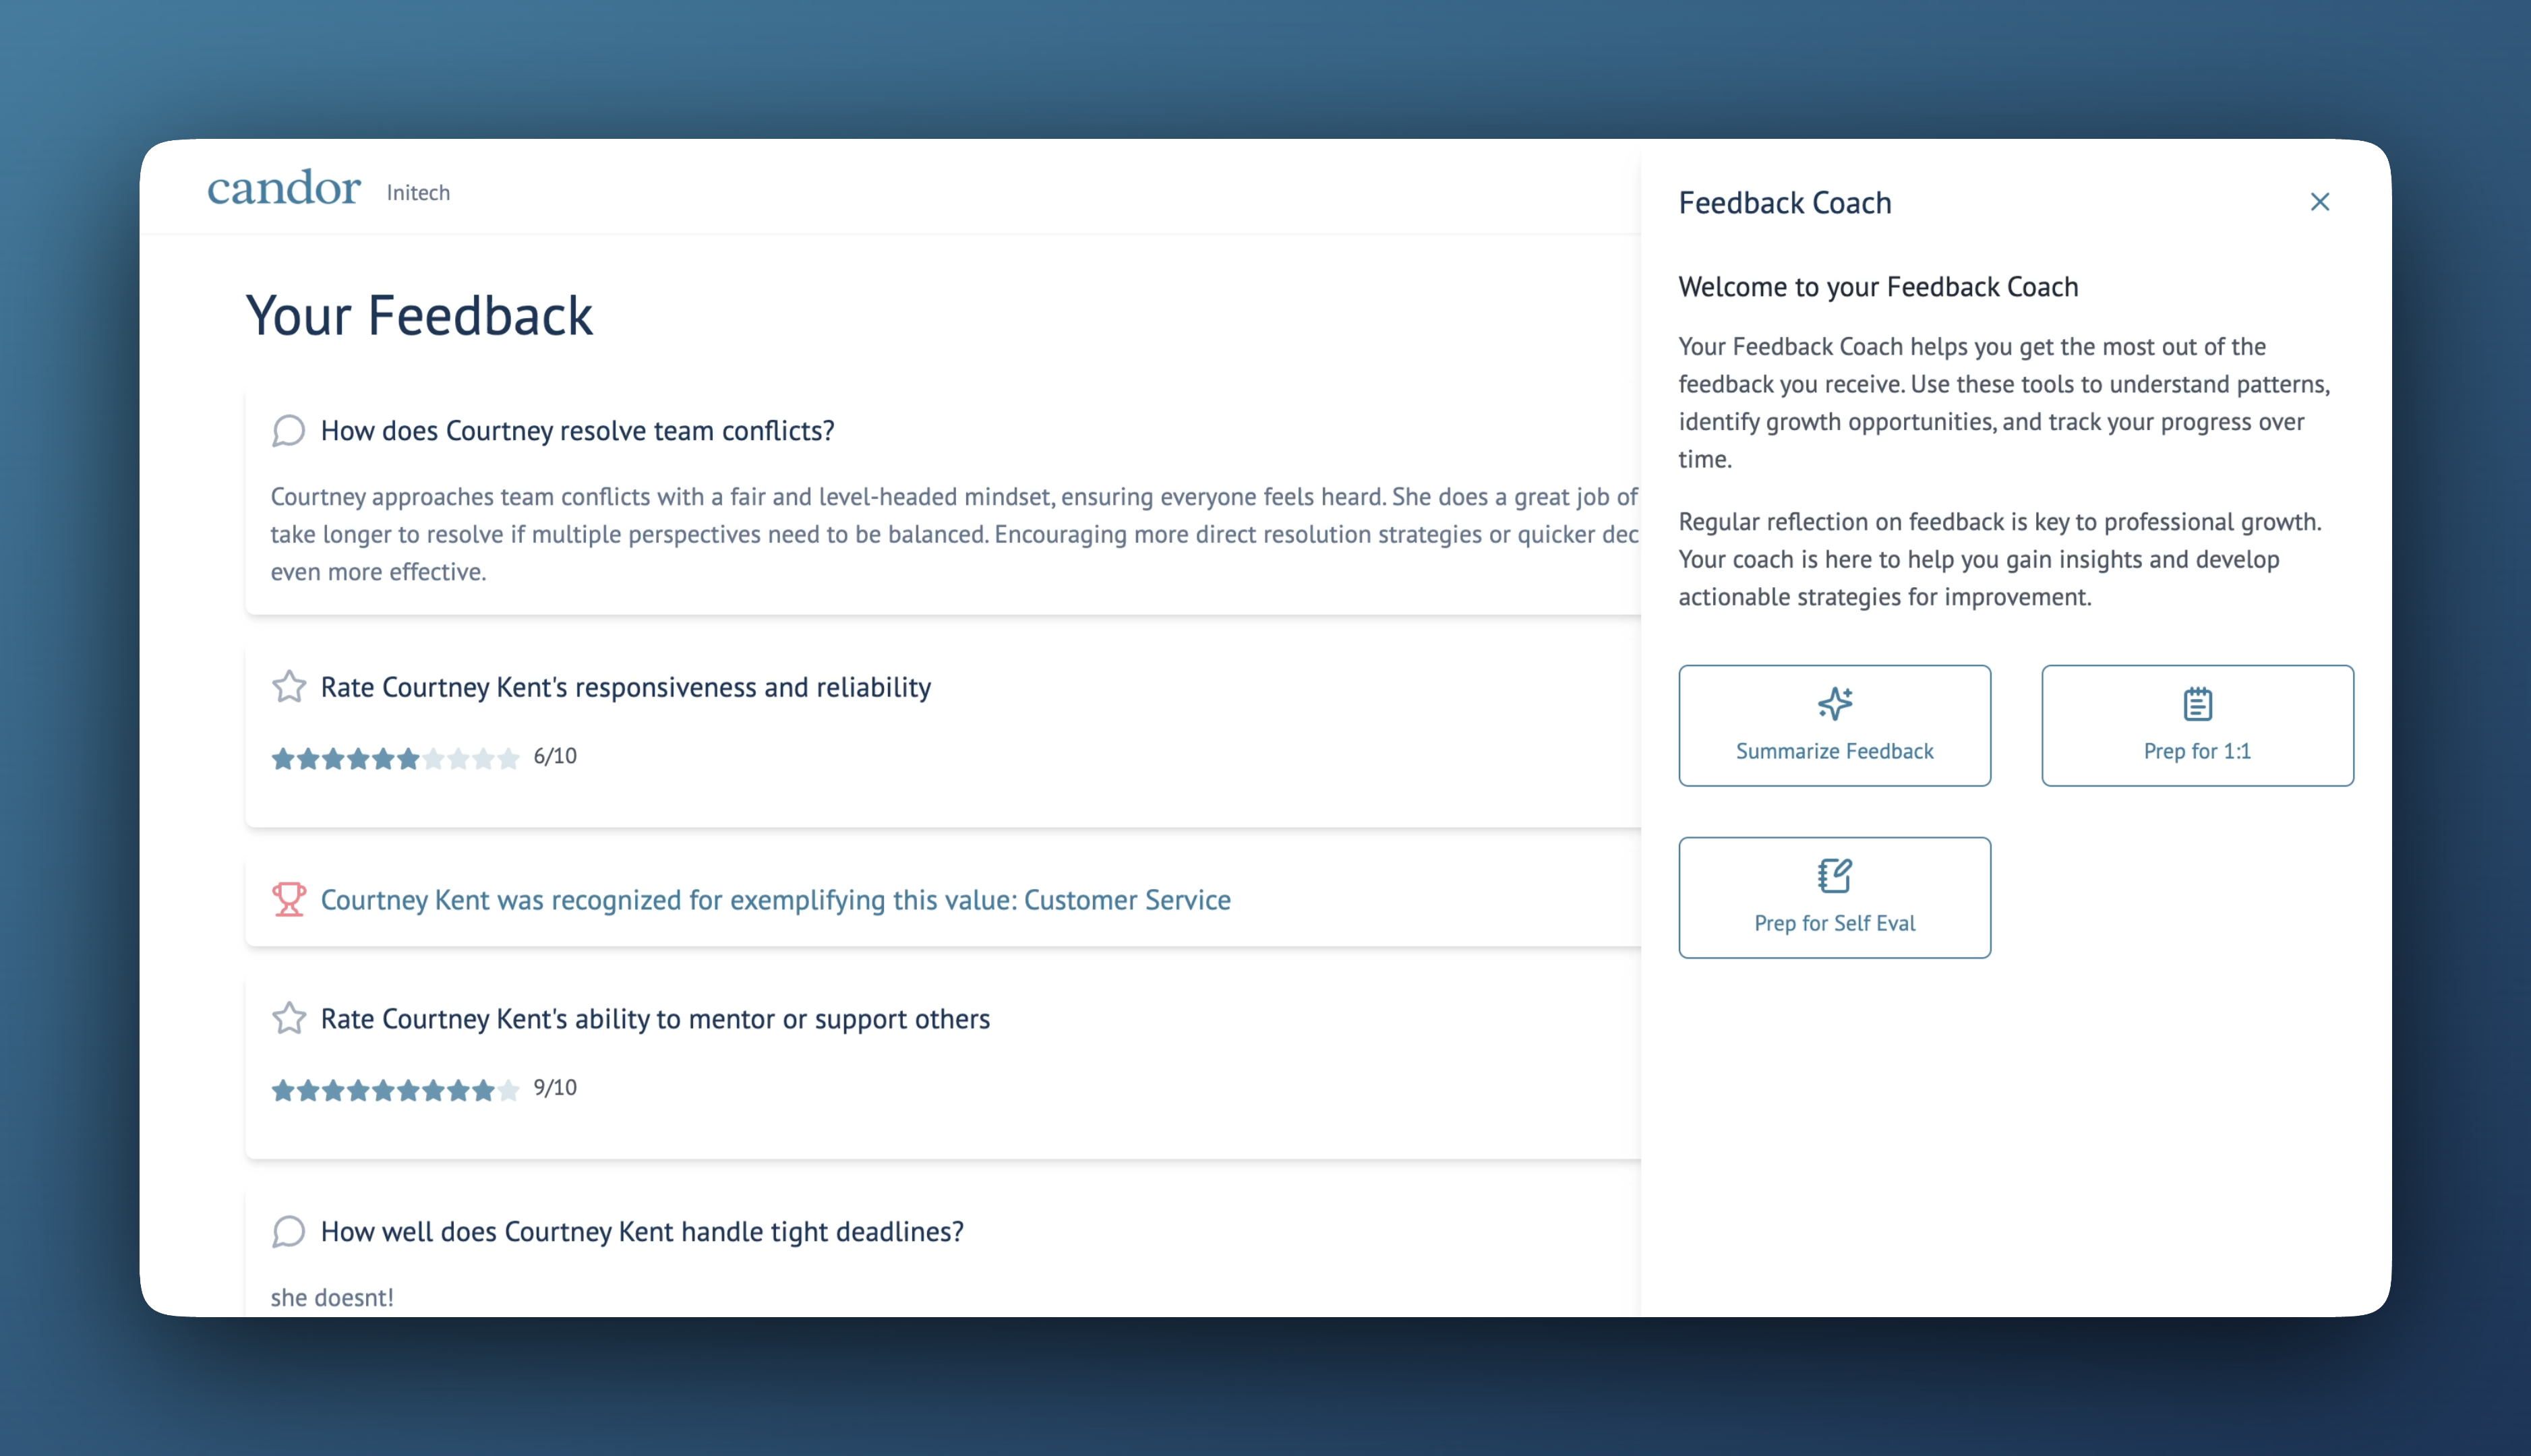 candor Initech
Your Feedback
How does Courtney resolve team conflicts?
Courtney approaches team conflicts with a fair and level-headed mindset, ensuring everyone feels heard. She does a great job of
take longer to resolve if multiple perspectives need to be balanced. Encouraging more direct resolution strategies or quicker dec
even more effective.
Rate Courtney Kent's responsiveness and reliability
6/10
Courtney Kent was recognized for exemplifying this value: Customer Service
Rate Courtney Kent's ability to mentor or support others
9/10
How well does Courtney Kent handle tight deadlines?
she doesnt!
Feedback Coach
Welcome to your Feedback Coach
Your Feedback Coach helps you get the most out of the
feedback you receive. Use these tools to understand patterns,
identify growth opportunities, and track your progress over
time.
Regular reflection on feedback is key to professional growth.
Your coach is here to help you gain insights and develop
actionable strategies for improvement.
Summarize Feedback
Prep for 1:1
Prep for Self Eval